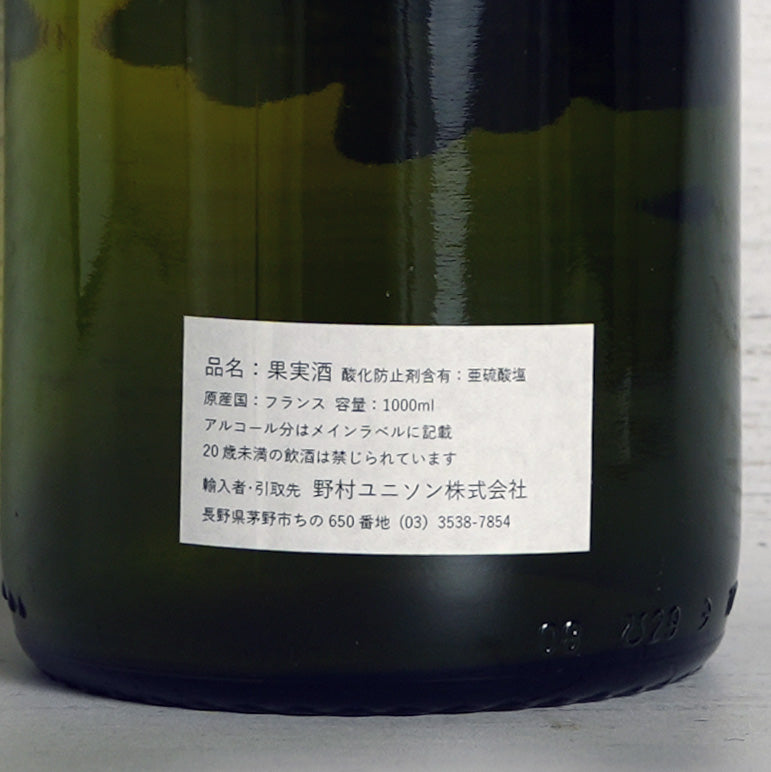 品名：果実酒 酸化防止剤含有：亜硫酸塩
原産国：フランス 容量：1000ml
アルコール分はメインラベルに記載
20歳未満の飲酒は禁じられています
輸入者・引取先 野村ユニソン株式会社
長野県茅野市ちの650番地（03）3538-7854